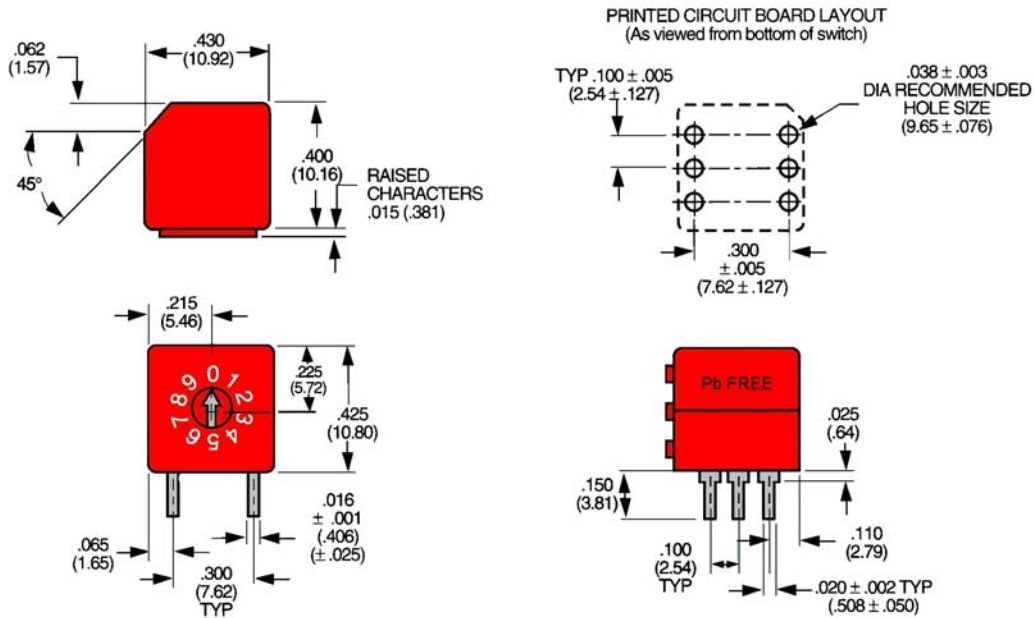 PRINTED CIRCUIT BOARD LAYOUT
(As viewed from bottom of switch)
.062
(1.57)
.430
(10.92)
45°
.400
(10.16)
RAISED
CHARACTERS
.015 (.381)
TYP .100 ± .005
(2.54 ± .127)
.038 ± .003
DIA RECOMMENDED
HOLE SIZE
(9.65 ± .076)
.300
± .005
(7.62 ± .127)
.215
(5.46)
0 1 2 3 4 5 6 7 8 9
.225
(5.72)
.425
(10.80)
.016
± .001
(.406)
(± .025)
.065
(1.65)
.300
(7.62)
TYP
Pb FREE
.025
(.64)
.150
(3.81)
.110
(2.79)
.100
(2.54)
TYP
.020 ± .002 TYP
(.508 ± .050)